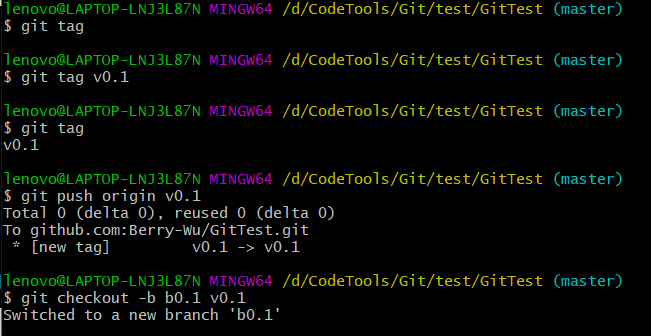 lenovo@LAPTOP-LNJ3L87N MINGW64 /d/CodeTools/Git/test/GitTest (master)
$ git tag
lenovo@LAPTOP-LNJ3L87N MINGW64 /d/CodeTools/Git/test/GitTest (master)
$ git tag v0.1
lenovo@LAPTOP-LNJ3L87N MINGW64 /d/CodeTools/Git/test/GitTest (master)
$ git tag
v0.1
lenovo@LAPTOP-LNJ3L87N MINGW64 /d/CodeTools/Git/test/GitTest (master)
$ git push origin v0.1
Total 0 (delta 0), reused 0 (delta 0)
To github.com:Berry-Wu/GitTest.git
 * [new tag]         v0.1 -> v0.1
lenovo@LAPTOP-LNJ3L87N MINGW64 /d/CodeTools/Git/test/GitTest (master)
$ git checkout -b b0.1 v0.1
Switched to a new branch 'b0.1'